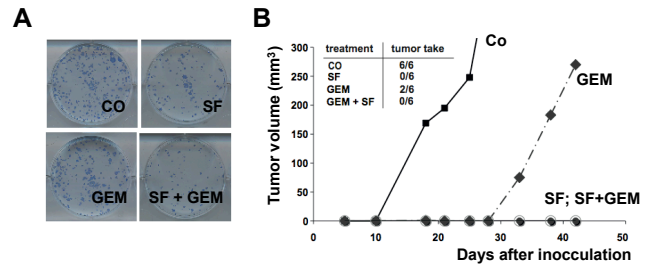 A
CO
SF
GEM
SF + GEM
B
Tumor volume (mm3)
300
250
200
150
100
50
0
0
10
20
30
40
50
Days after inocculation
treatment tumor take
CO 6/6
SF 0/6
GEM 2/6
GEM + SF 0/6
Co
GEM
SF; SF+GEM